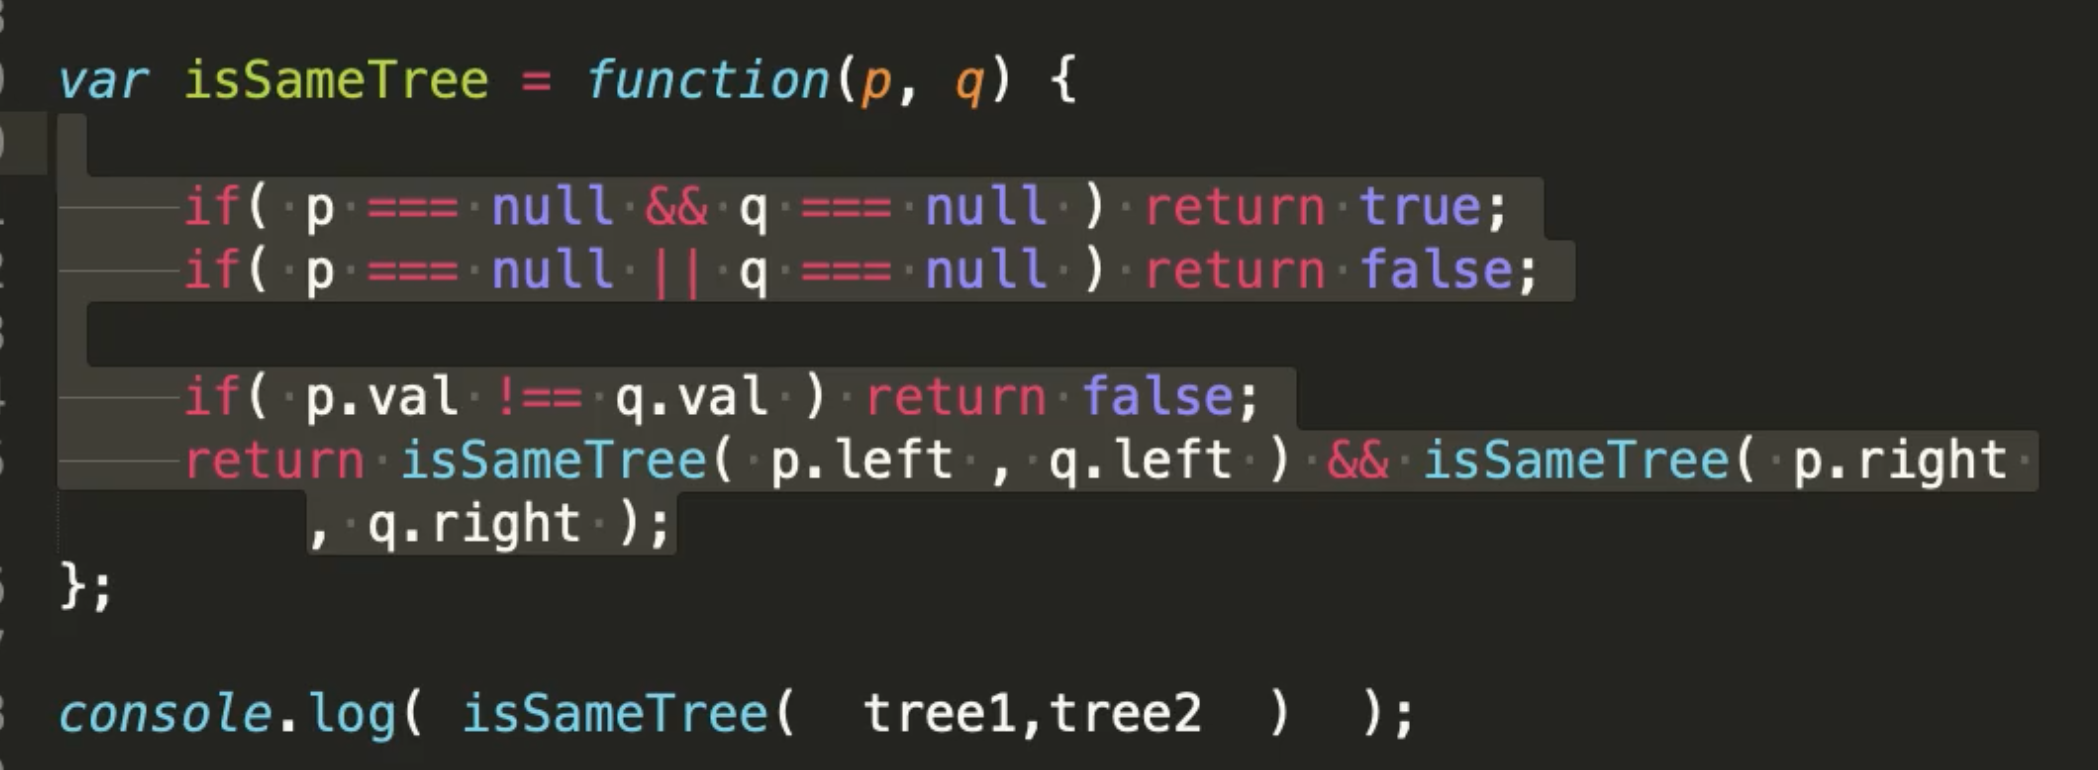 var isSameTree = function(p, q) {
if( p === null && q === null ) return true;
if( p === null || q === null ) return false;
if( p.val !== q.val ) return false;
return isSameTree( p.left , q.left ) && isSameTree( p.right
, q.right );
};
console.log( isSameTree(  tree1,tree2  )  );